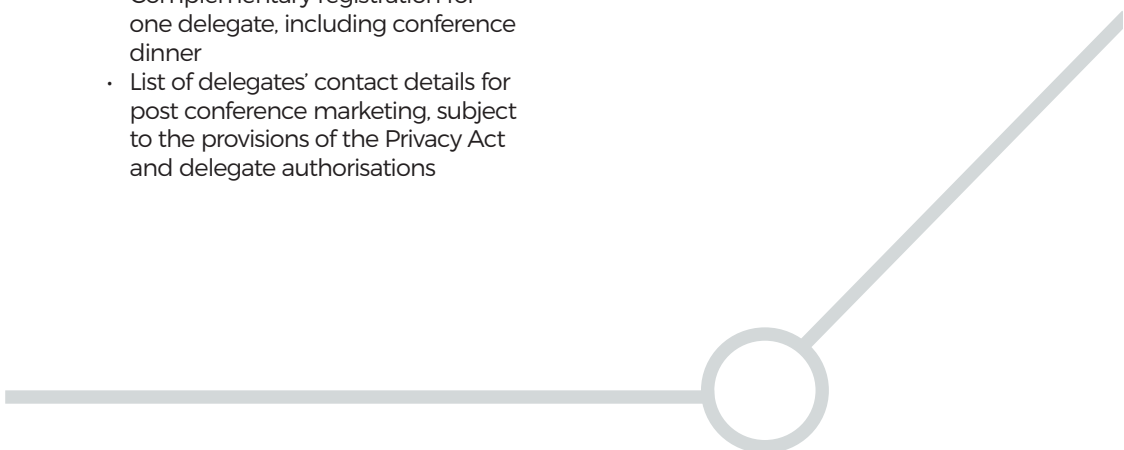 Complementary registration for
one delegate, including conference
dinner
• List of delegates’ contact details for
post conference marketing, subject
to the provisions of the Privacy Act
and delegate authorisations